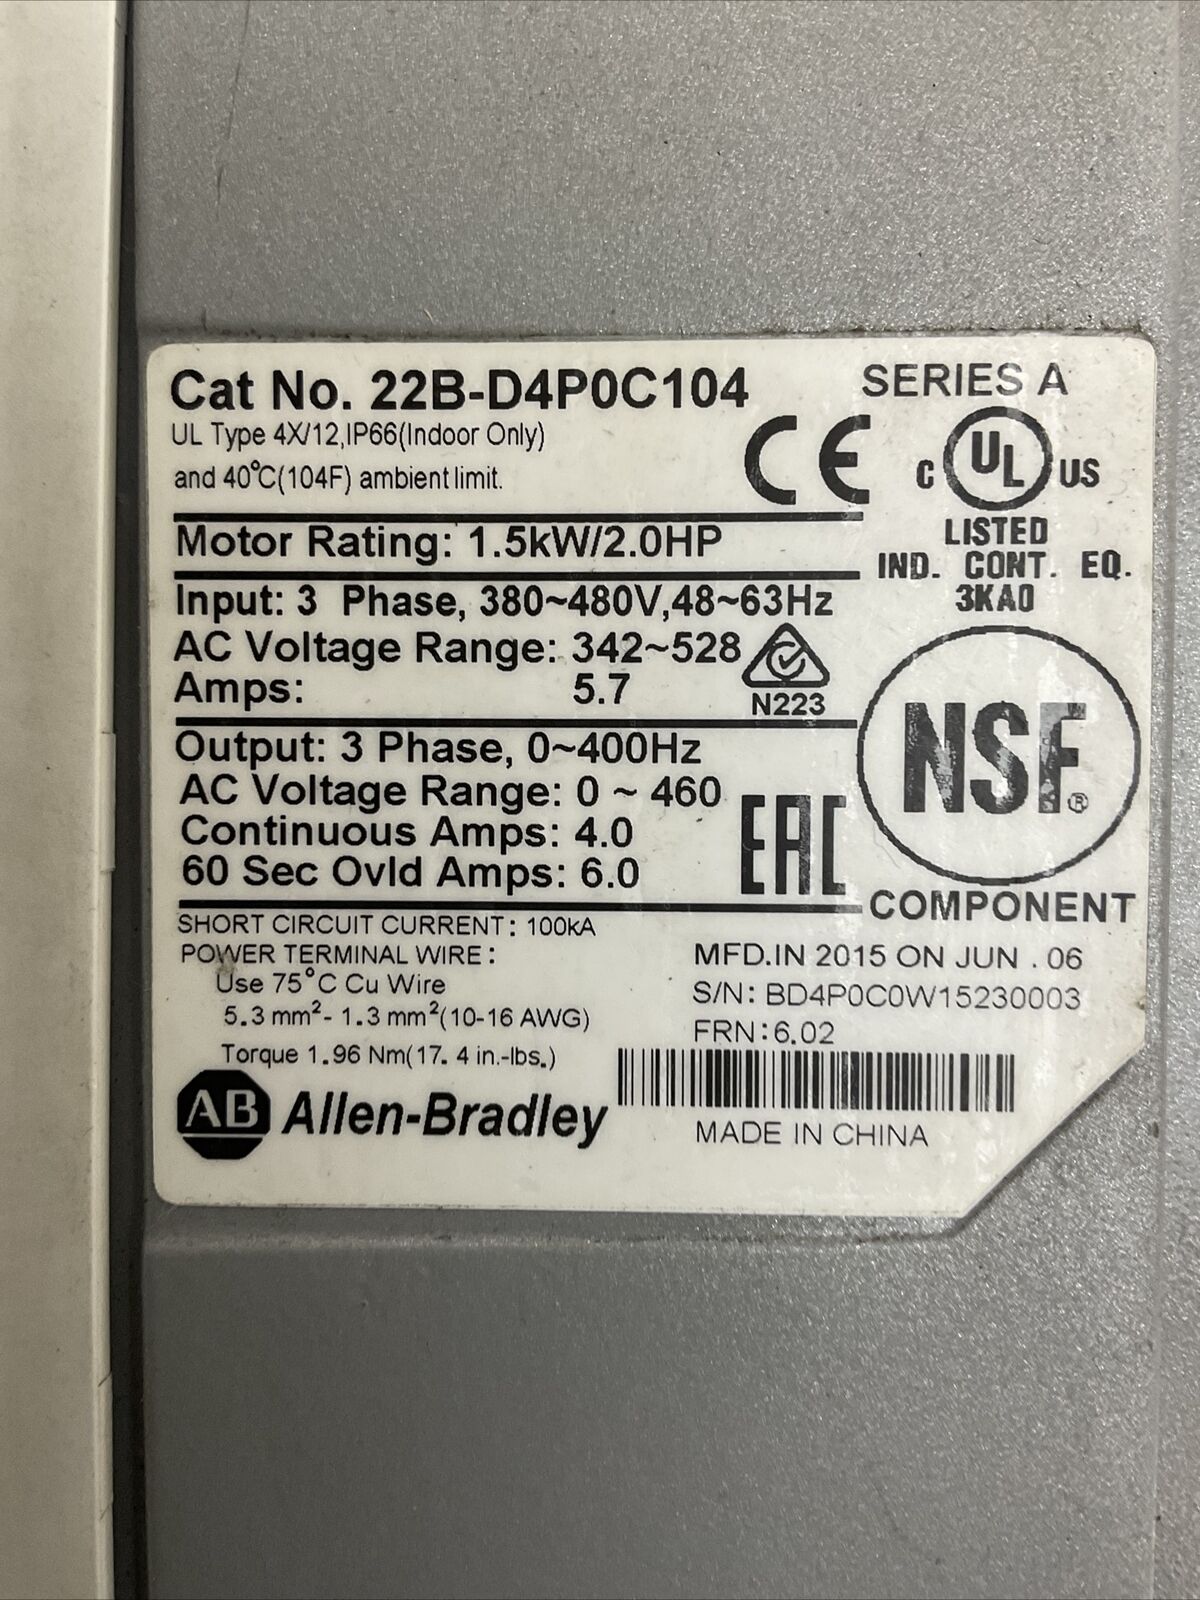 Cat No. 22B-D4P0C104
SERIES A
UL Type 4X/12,IP66(Indoor Only)
and 40°C(104F) ambient limit.
CE
C UL US
LISTED
IND. CONT. EQ.
3KA0
Motor Rating: 1.5kW/2.0HP
Input: 3 Phase, 380~480V,48~63Hz
AC Voltage Range: 342~528
Amps: 5.7
N223
NSF®
COMPONENT
Output: 3 Phase, 0~400Hz
AC Voltage Range: 0 ~ 460
Continuous Amps: 4.0
60 Sec Ovld Amps: 6.0
EAC
SHORT CIRCUIT CURRENT: 100kA
POWER TERMINAL WIRE:
Use 75°C Cu Wire
5.3 mm²- 1.3 mm²(10-16 AWG)
Torque 1.96 Nm(17. 4 in.-lbs.)
MFD.IN 2015 ON JUN . 06
S/N: BD4P0C0W15230003
FRN:6.02
AB Allen-Bradley
MADE IN CHINA